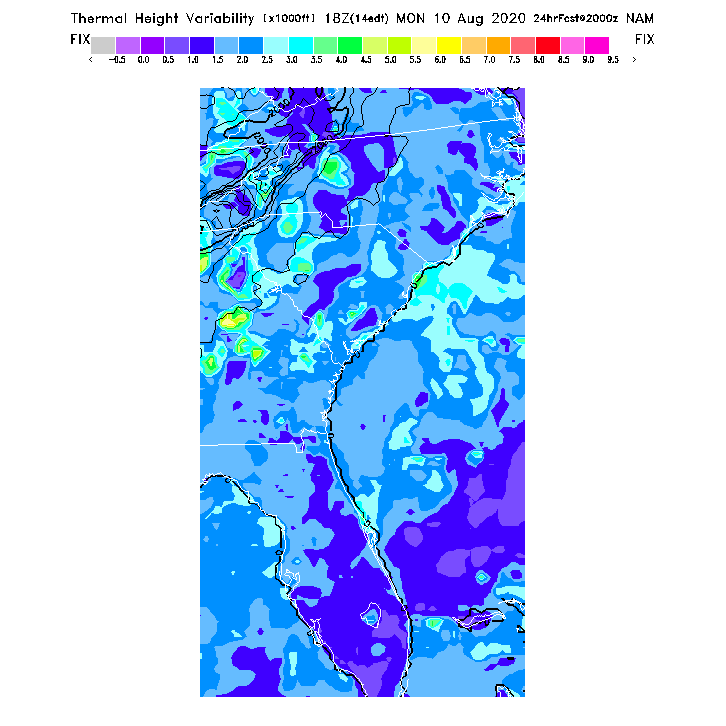 Thermal Height Variability [x1000ft] 18Z(14edt) MON 10 Aug 2020 24hrFcst@2000z NAM
FIX FIX
< -0.5 0.0 0.5 1.0 1.5 2.0 2.5 3.0 3.5 4.0 4.5 5.0 5.5 6.0 6.5 7.0 7.5 8.0 8.5 9.0 9.5 >